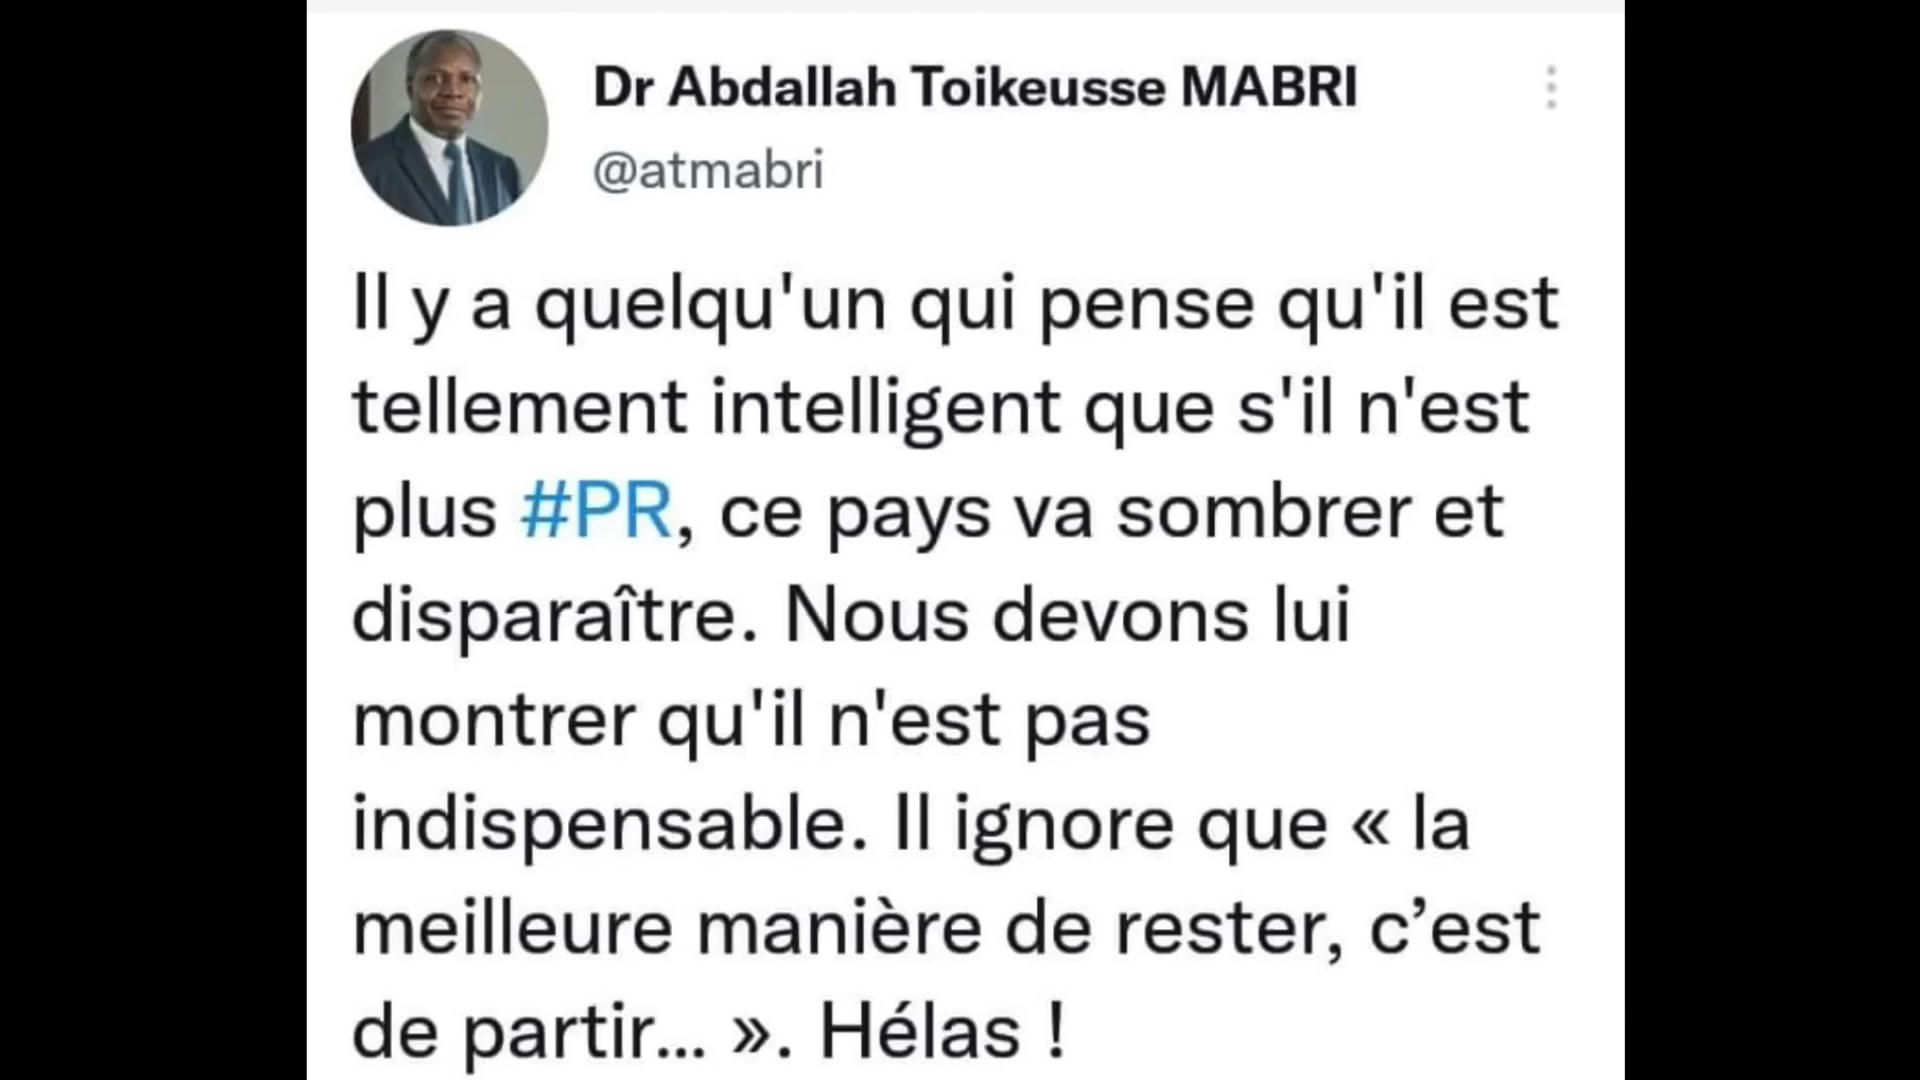 Dr Abdallah Toikeusse MABRI
@atmabri
Il y a quelqu'un qui pense qu'il est
tellement intelligent que s'il n'est
plus #PR, ce pays va sombrer et
disparaître. Nous devons lui
montrer qu'il n'est pas
indispensable. Il ignore que « la
meilleure manière de rester, c’est
de partir... ». Hélas !